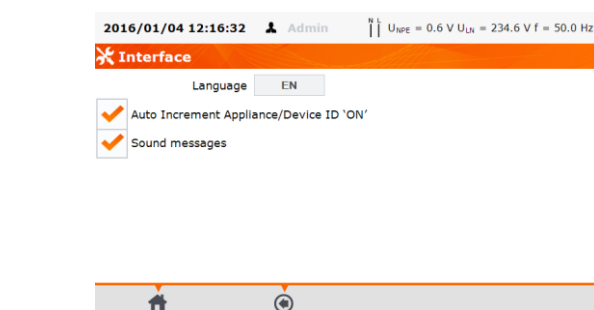 2016/01/04 12:16:32 Admin N L UNPE = 0.6 V ULN = 234.6 V f = 50.0 Hz
Interface
Language EN
Auto Increment Appliance/Device ID `ON′
Sound messages